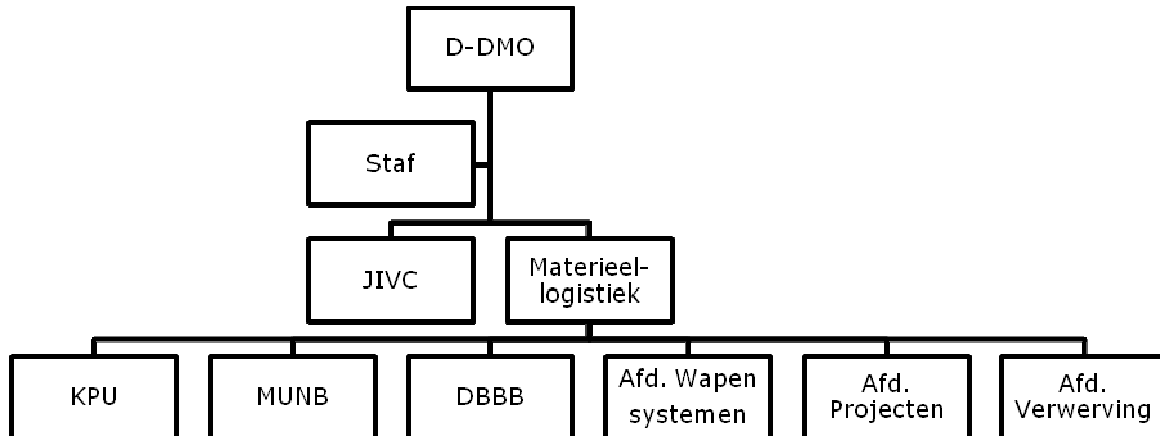 D-DMO
Staf
JIVC
Materieel-
logistiek
KPU
MUNB
DBBB
Afd. Wapen
systemen
Afd.
Projecten
Afd.
Verwerving